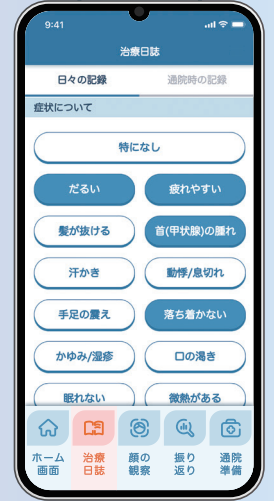 9:41
治療日誌
日々の記録 通院時の記録
症状について
特になし
だるい 疲れやすい
髪が抜ける 首(甲状腺)の腫れ
汗かき 動悸/息切れ
手足の震え 落ち着かない
かゆみ/湿疹 口の渇き
眠れない 微熱がある
ホーム画面 治療日誌 顔の観察 振り返り 通院準備